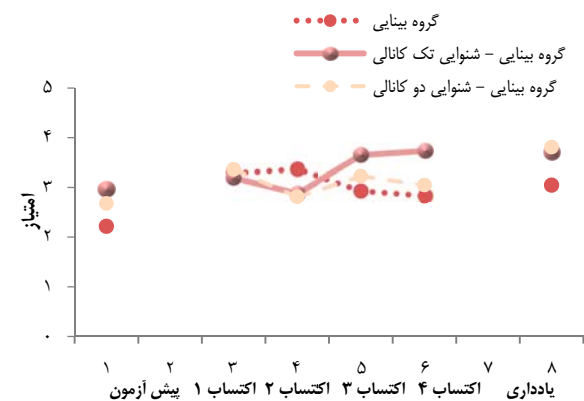 گروه بینایی
گروه بینایی – شنوایی تک کانالی
گروه بینایی – شنوایی دو کانالی
۵
۴
۳
۲
۱
۰
امتیاز
۱ ۲ ۳ ۴ ۵ ۶ ۷ ۸
پیش آزمون اکتساب ۱ اکتساب ۲ اکتساب ۳ اکتساب ۴ یادداری